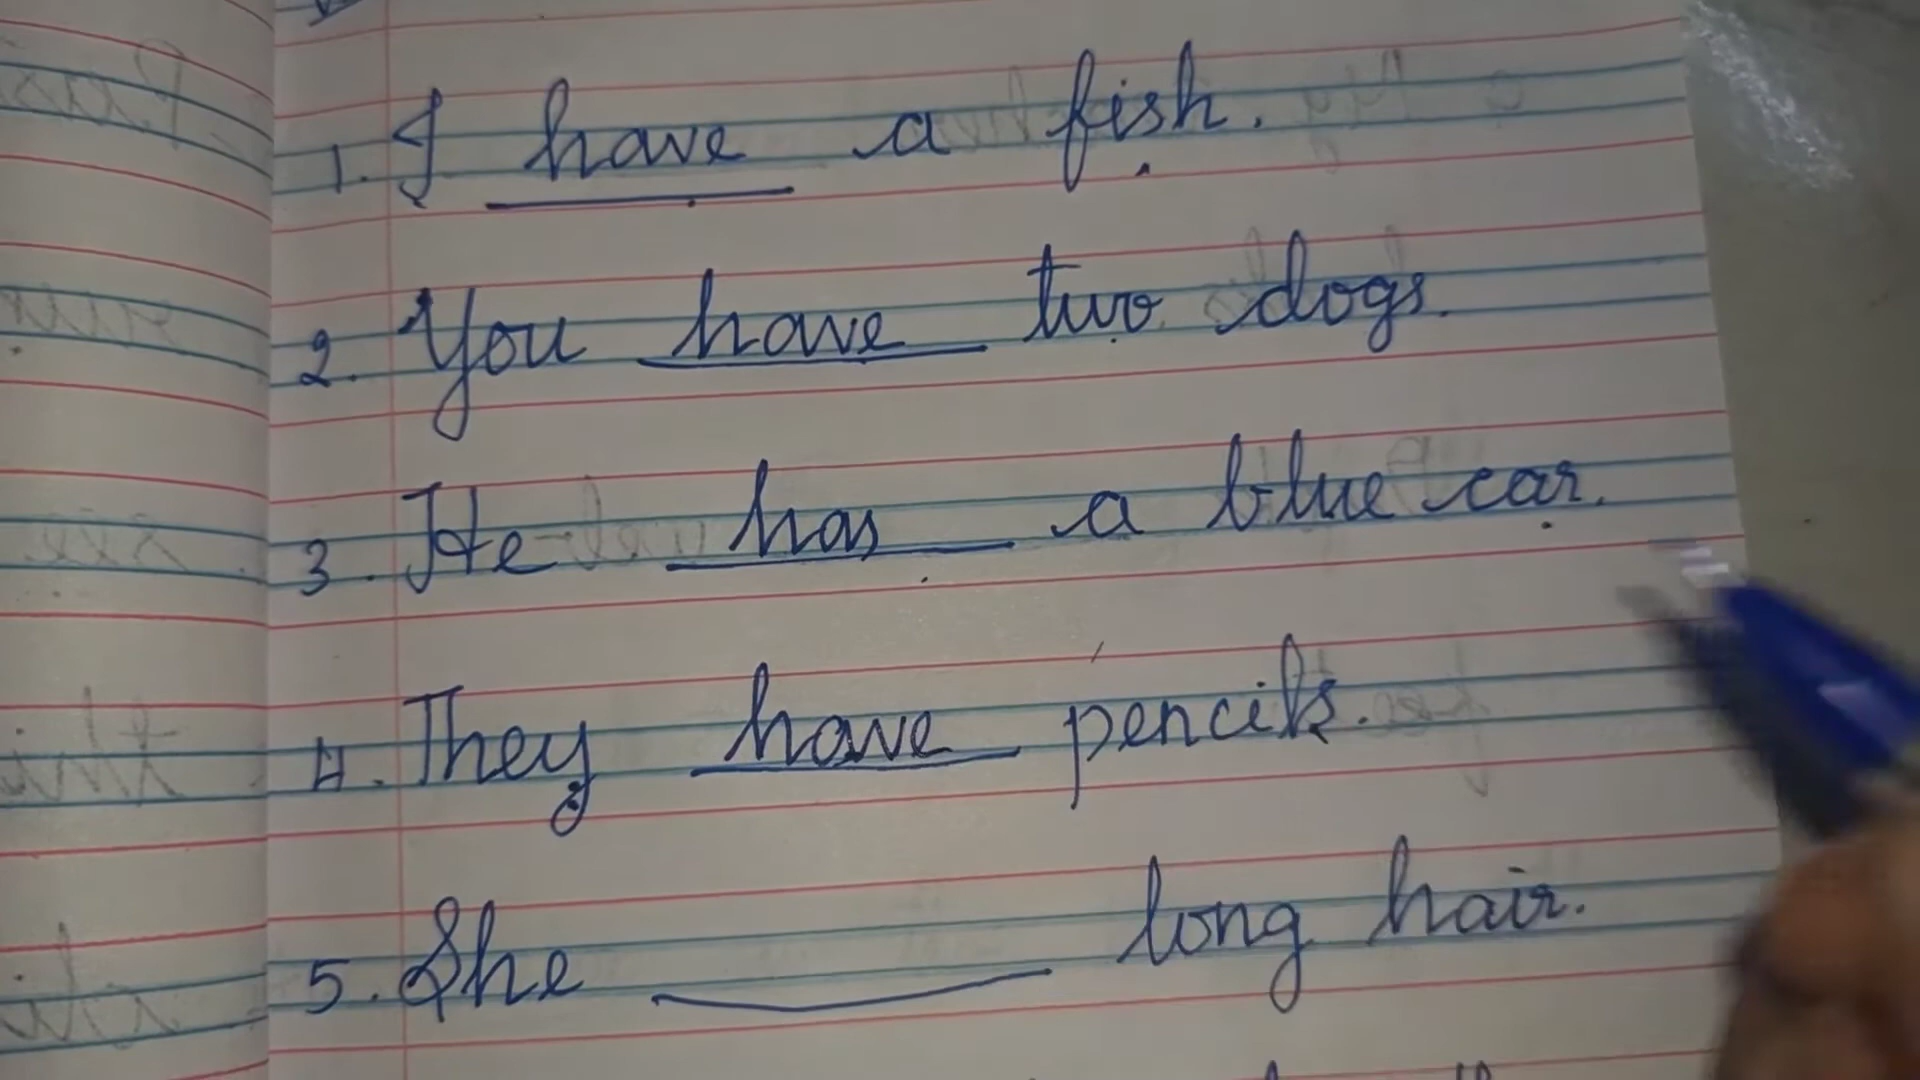 1. I have a fish.
2. You have two dogs.
3. He has a blue car.
4. They have pencils.
5. She ______ long hair.